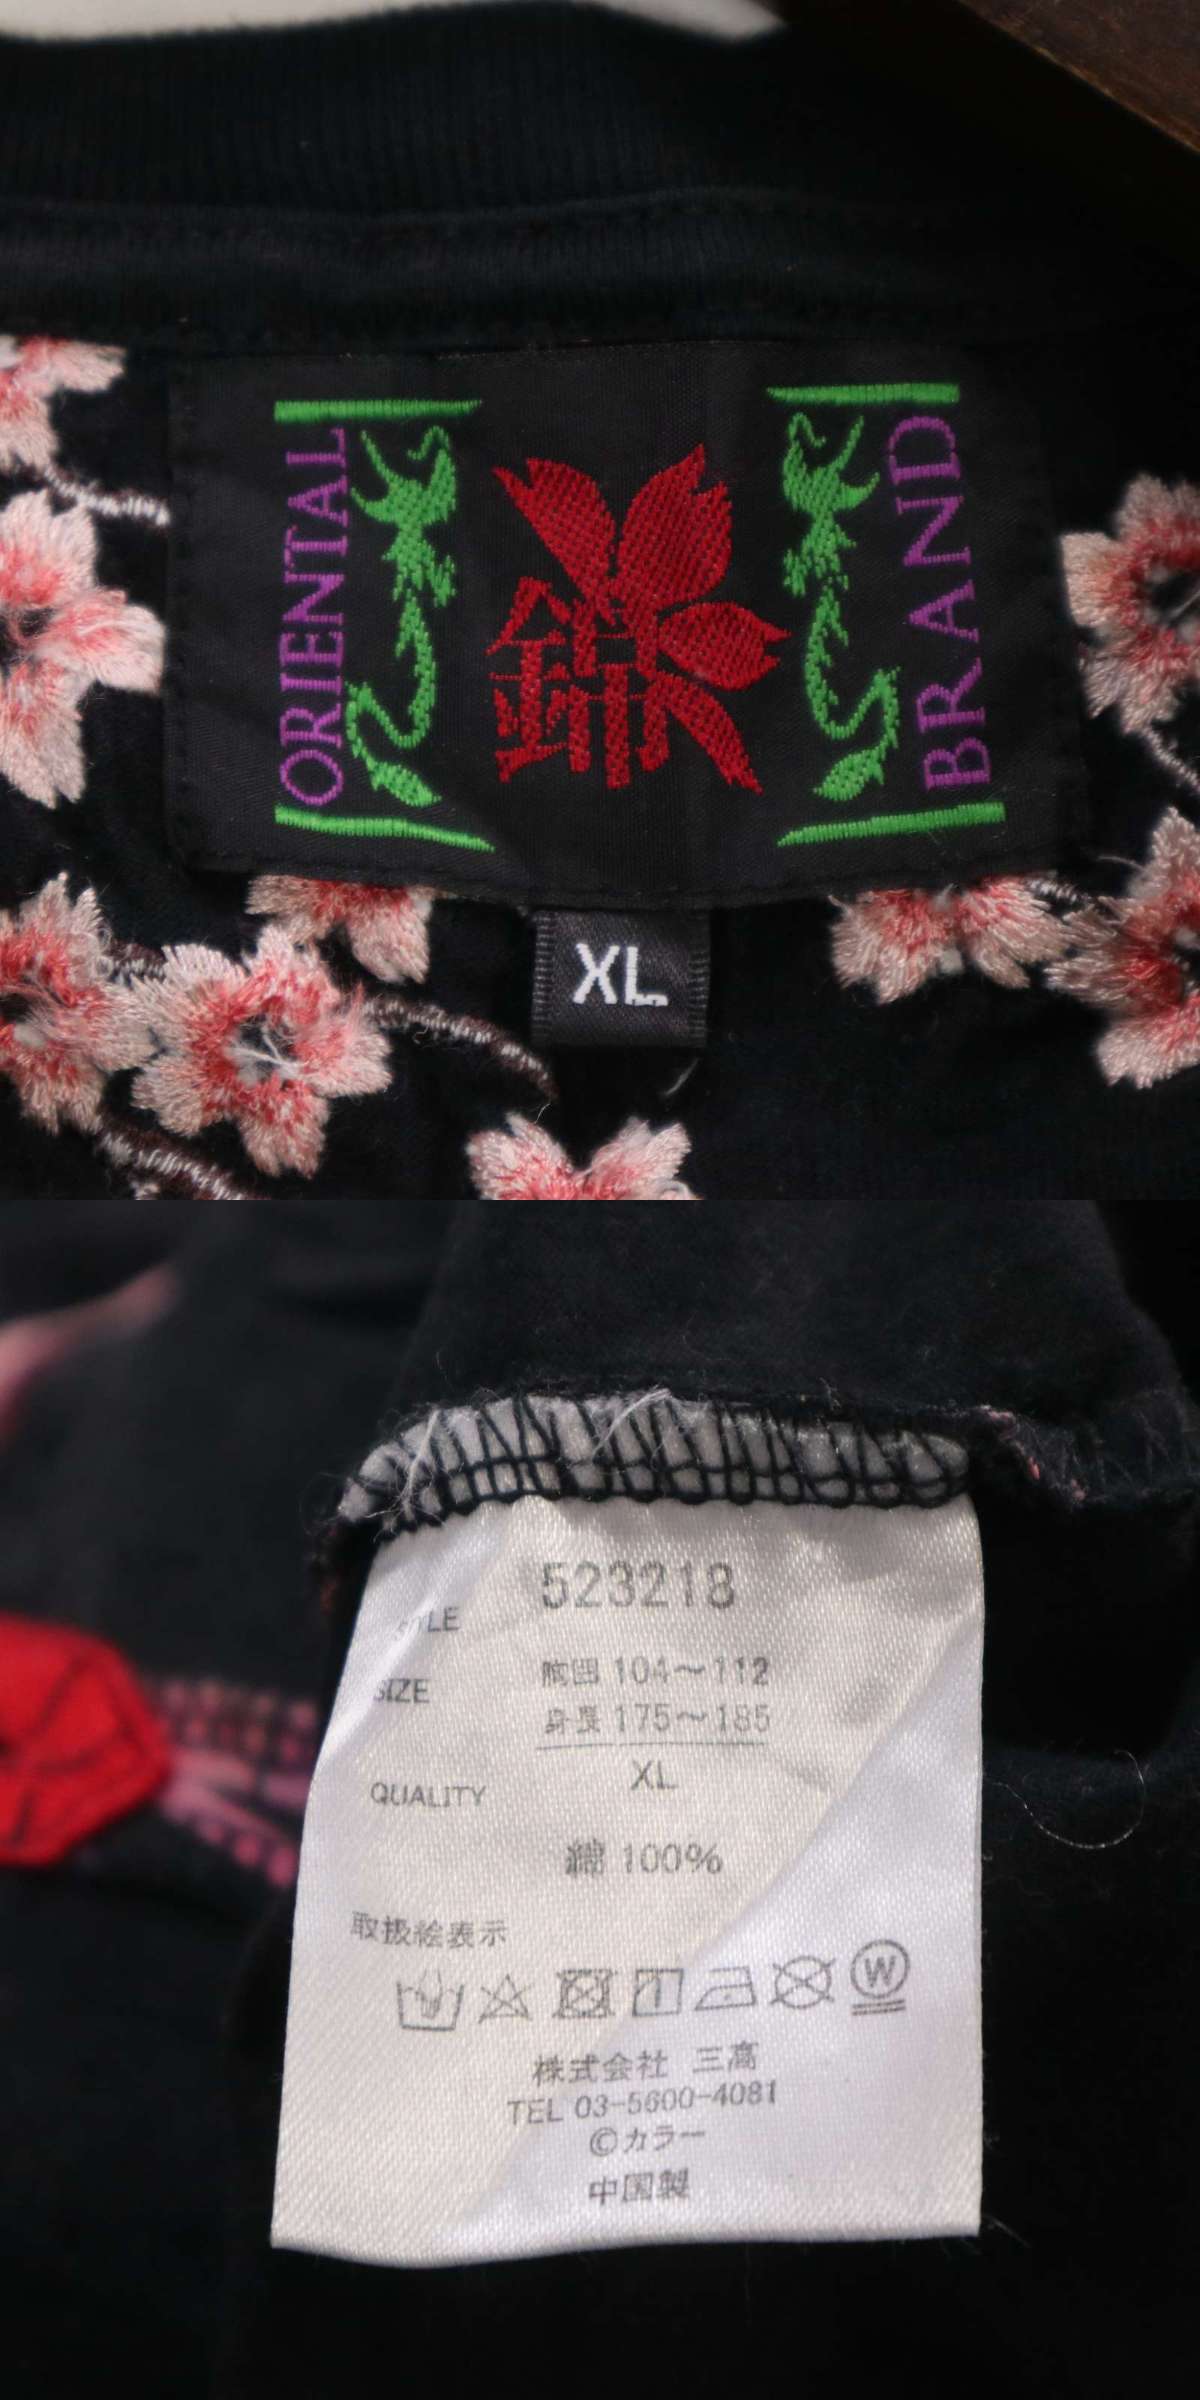 ORIENTAL
錦
BRAND
XL
523218
STYLE
SIZE
胸囲 104～112
身長 175～185
XL
QUALITY
綿 100%
取扱絵表示
W
株式会社 三高
TEL 03-5600-4081
©カラー
中国製